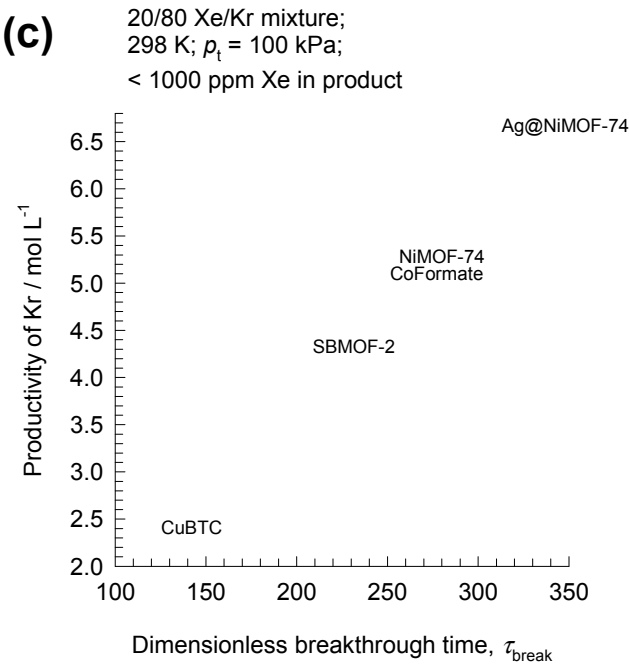 (c)
20/80 Xe/Kr mixture;
298 K; pt = 100 kPa;
< 1000 ppm Xe in product
Productivity of Kr / mol L-1
6.5
6.0
5.5
5.0
4.5
4.0
3.5
3.0
2.5
2.0
Ag@NiMOF-74
NiMOF-74
CoFormate
SBMOF-2
CuBTC
100 150 200 250 300 350
Dimensionless breakthrough time, τbreak